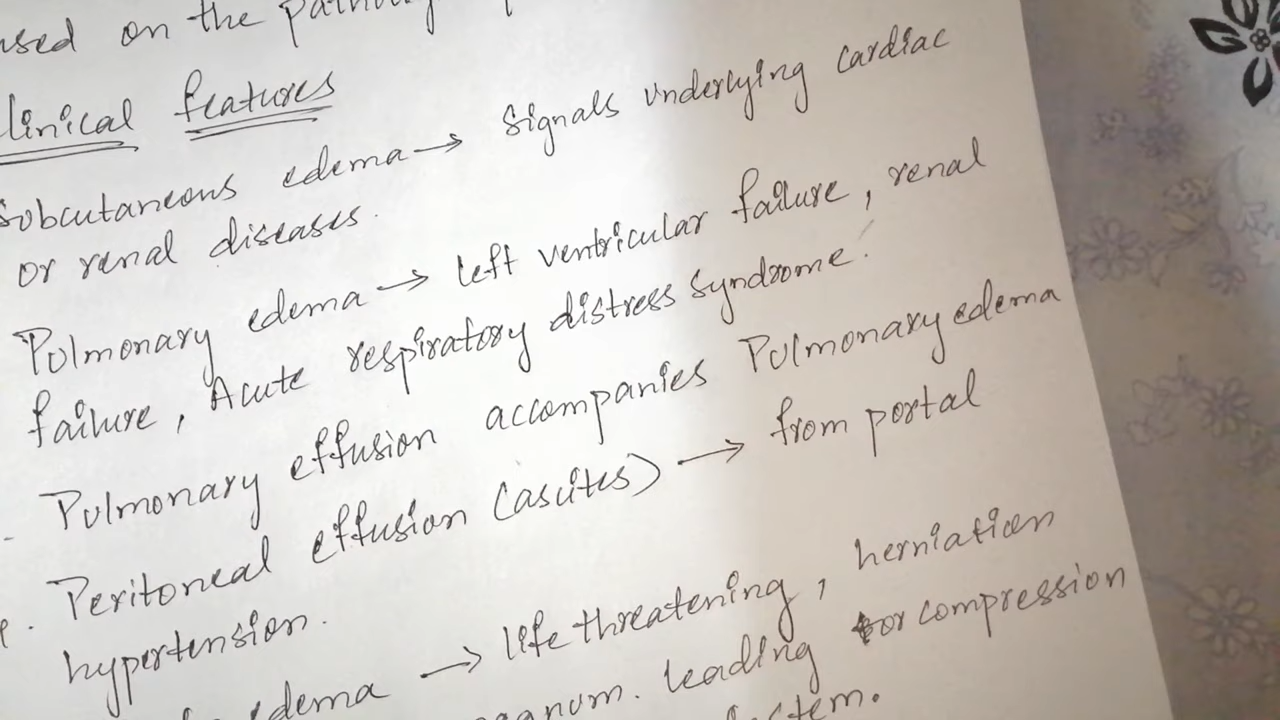 on the
Clinical features
Subcutaneous edema → signals underlying cardiac
or renal diseases.
Pulmonary edema → left ventricular failure, renal
failure, Acute respiratory distress syndrome.
Pulmonary effusion accompanies Pulmonary edema
Peritoneal effusion (ascites) → from portal
hypertension.
edema → life threatening, herniation
leading or compression